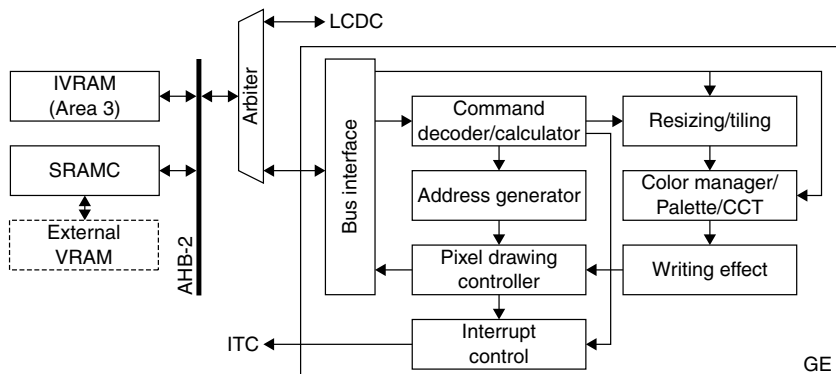 LCDC
IVRAM
(Area 3)
Arbiter
Command
decoder/calculator
Resizing/tiling
SRAMC
Bus interface
Address generator
Color manager/
Palette/CCT
External
VRAM
AHB-2
Pixel drawing
controller
Writing effect
ITC
Interrupt
control
GE